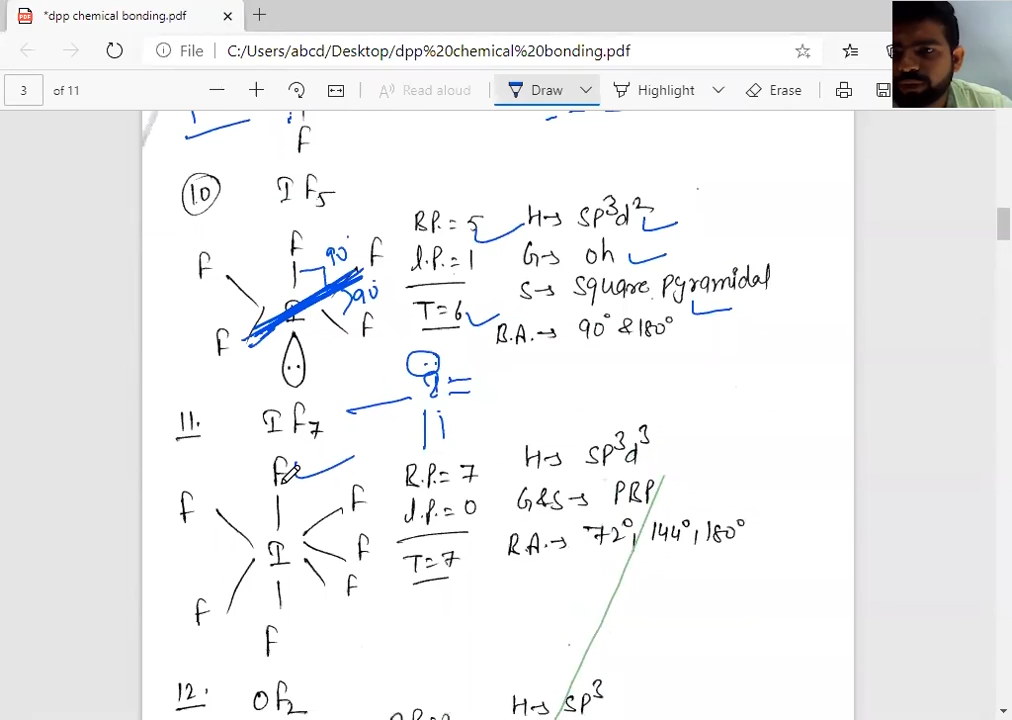 *dpp chemical bonding.pdf
File C:/Users/abcd/Desktop/dpp%20chemical%20bonding.pdf
3 of 11 Read aloud Draw Highlight Erase
F
10 IF5
F F F
F F
I
B.P. = 5
l.P. = 1
T = 6
H→ sp³d²
G→ oh
S→ square pyramidal
B.A.→ 90° & 180°
90°
90°
11. IF7
F
F F
I F
F F
F
B.P. = 7
l.P. = 0
T = 7
H→ sp³d³
G&S→ PBP
B.A.→ 72°, 144°, 180°
12. OF2
H→ sp³